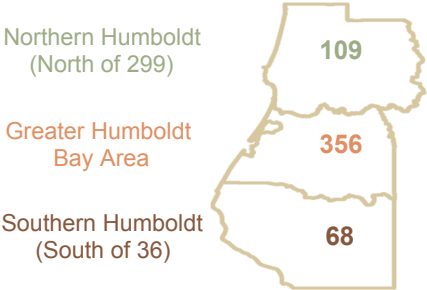 Northern Humboldt
(North of 299)
109
Greater Humboldt
Bay Area
356
Southern Humboldt
(South of 36)
68